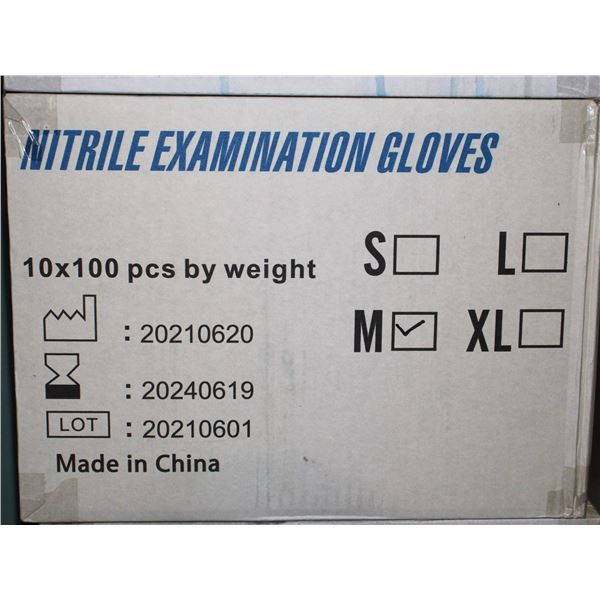 NITRILE EXAMINATION GLOVES
10x100 pcs by weight
S L
M XL
: 20210620
: 20240619
LOT : 20210601
Made in China